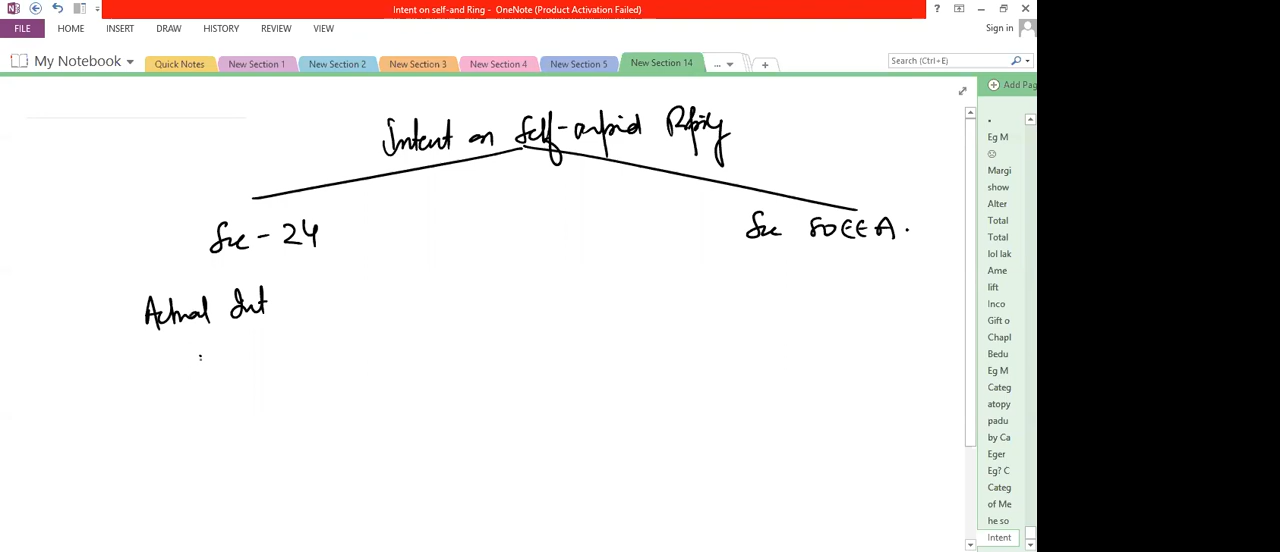 Intent on self-and Ring - OneNote (Product Activation Failed)
Sign in
FILE HOME INSERT DRAW HISTORY REVIEW VIEW
My Notebook Quick Notes New Section 1 New Section 2 New Section 3 New Section 4 New Section 5 New Section 14 ... Search (Ctrl+E)
Add Pag
Eg M
Margi
show
Alter
Total
Total
lol lak
Ame
lift
Inco
Gift o
Chapl
Bedu
Eg M
Categ
atopy
padu
by Ca
Eger
Eg? C
Categ
of Me
he so
Intent
Intent on Self-
Sec - 24 Sec 80EEA.
Actual Int